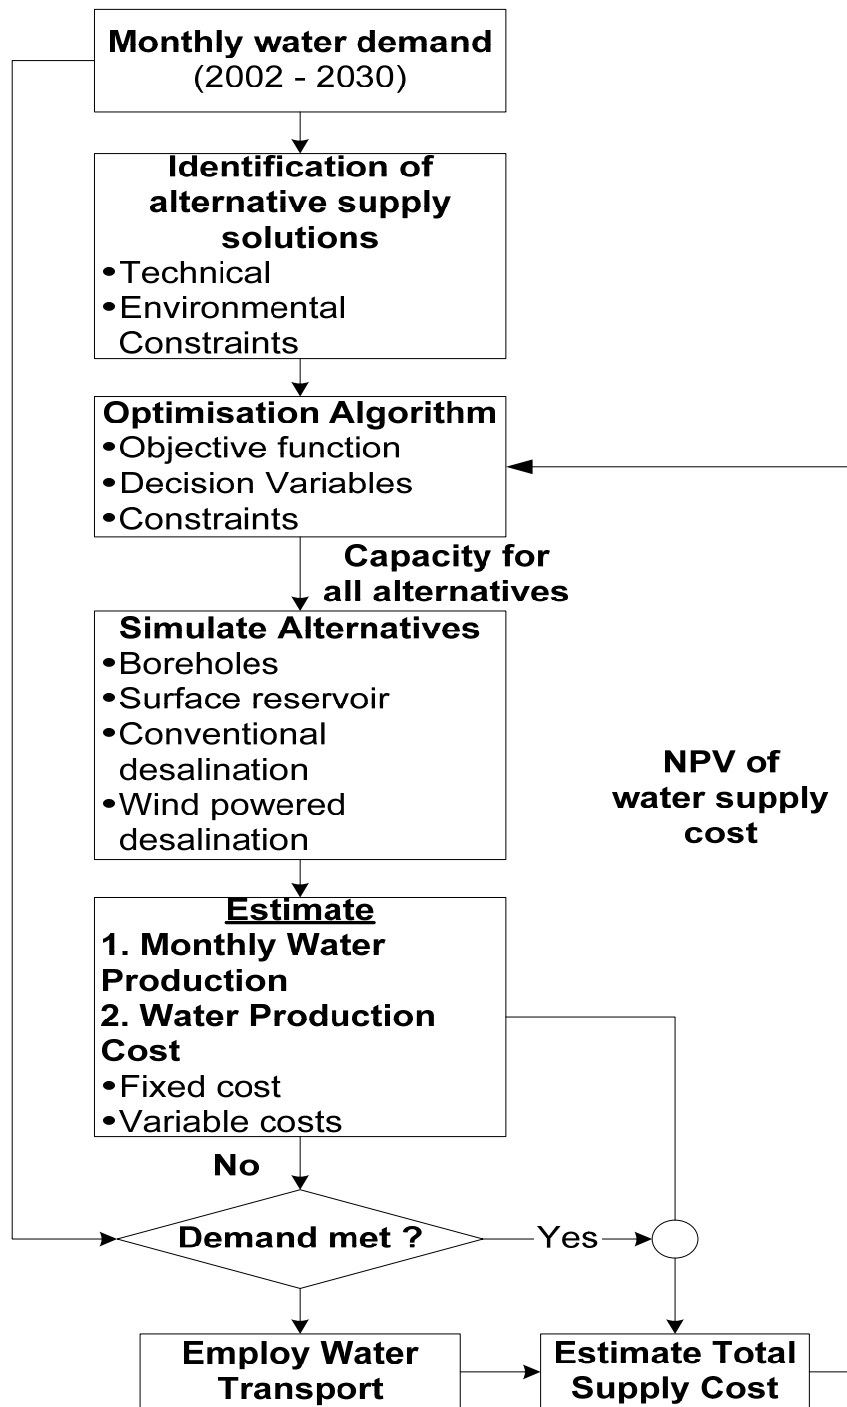 Monthly water demand
(2002 - 2030)
Identification of
alternative supply
solutions
•Technical
•Environmental
Constraints
Optimisation Algorithm
•Objective function
•Decision Variables
•Constraints
Capacity for
all alternatives
Simulate Alternatives
•Boreholes
•Surface reservoir
•Conventional
desalination
•Wind powered
desalination
NPV of
water supply
cost
Estimate
1. Monthly Water
Production
2. Water Production
Cost
•Fixed cost
•Variable costs
No
Demand met ?
Yes
Employ Water
Transport
Estimate Total
Supply Cost